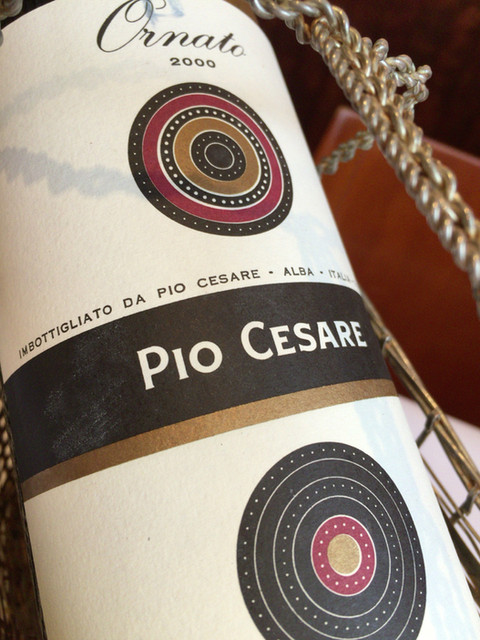 Ornato
2000
IMBOTTIGLIATO DA PIO CESARE - ALBA - ITALIA
PIO CESARE